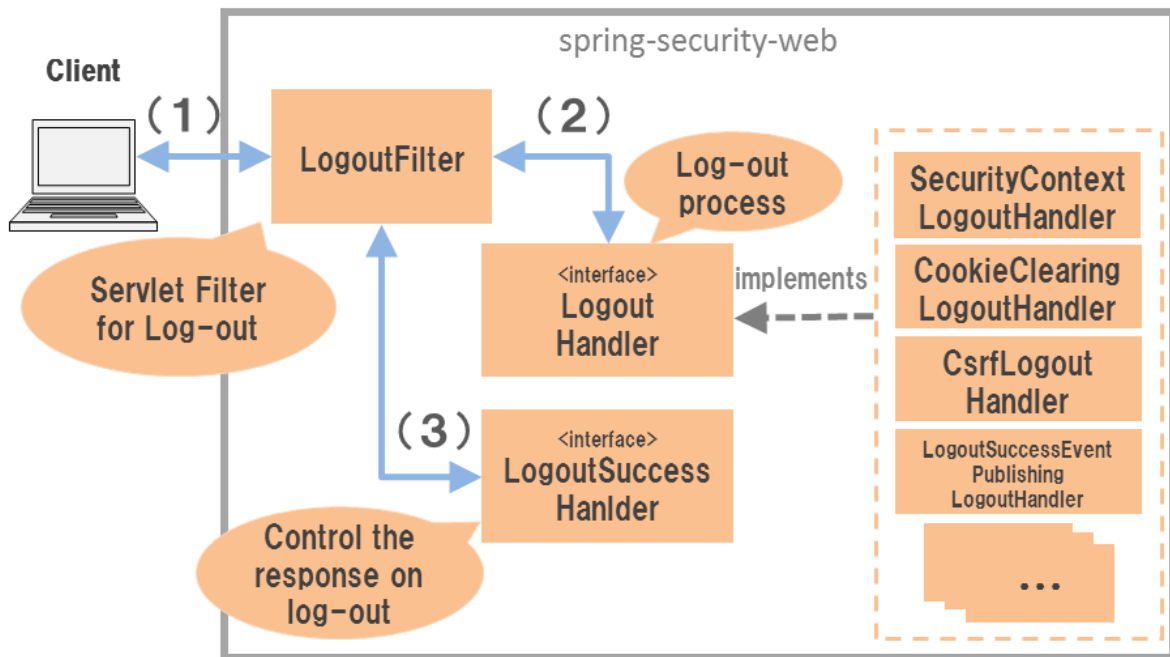 spring-security-web
Client
(1)
LogoutFilter
(2)
Log-out
process
Servlet Filter
for Log-out
<interface>
Logout
Handler
implements
SecurityContext
LogoutHandler
CookieClearing
LogoutHandler
CsrfLogout
Handler
LogoutSuccessEvent
Publishing
LogoutHandler
...
(3)
<interface>
LogoutSuccess
Hanlder
Control the
response on
log-out